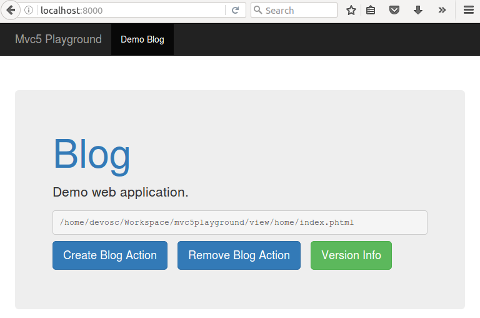 localhost:8000
Search
Mvc5 Playground
Demo Blog
Blog
Demo web application.
/home/devosc/Workspace/mvc5playground/view/home/index.phtml
Create Blog Action
Remove Blog Action
Version Info